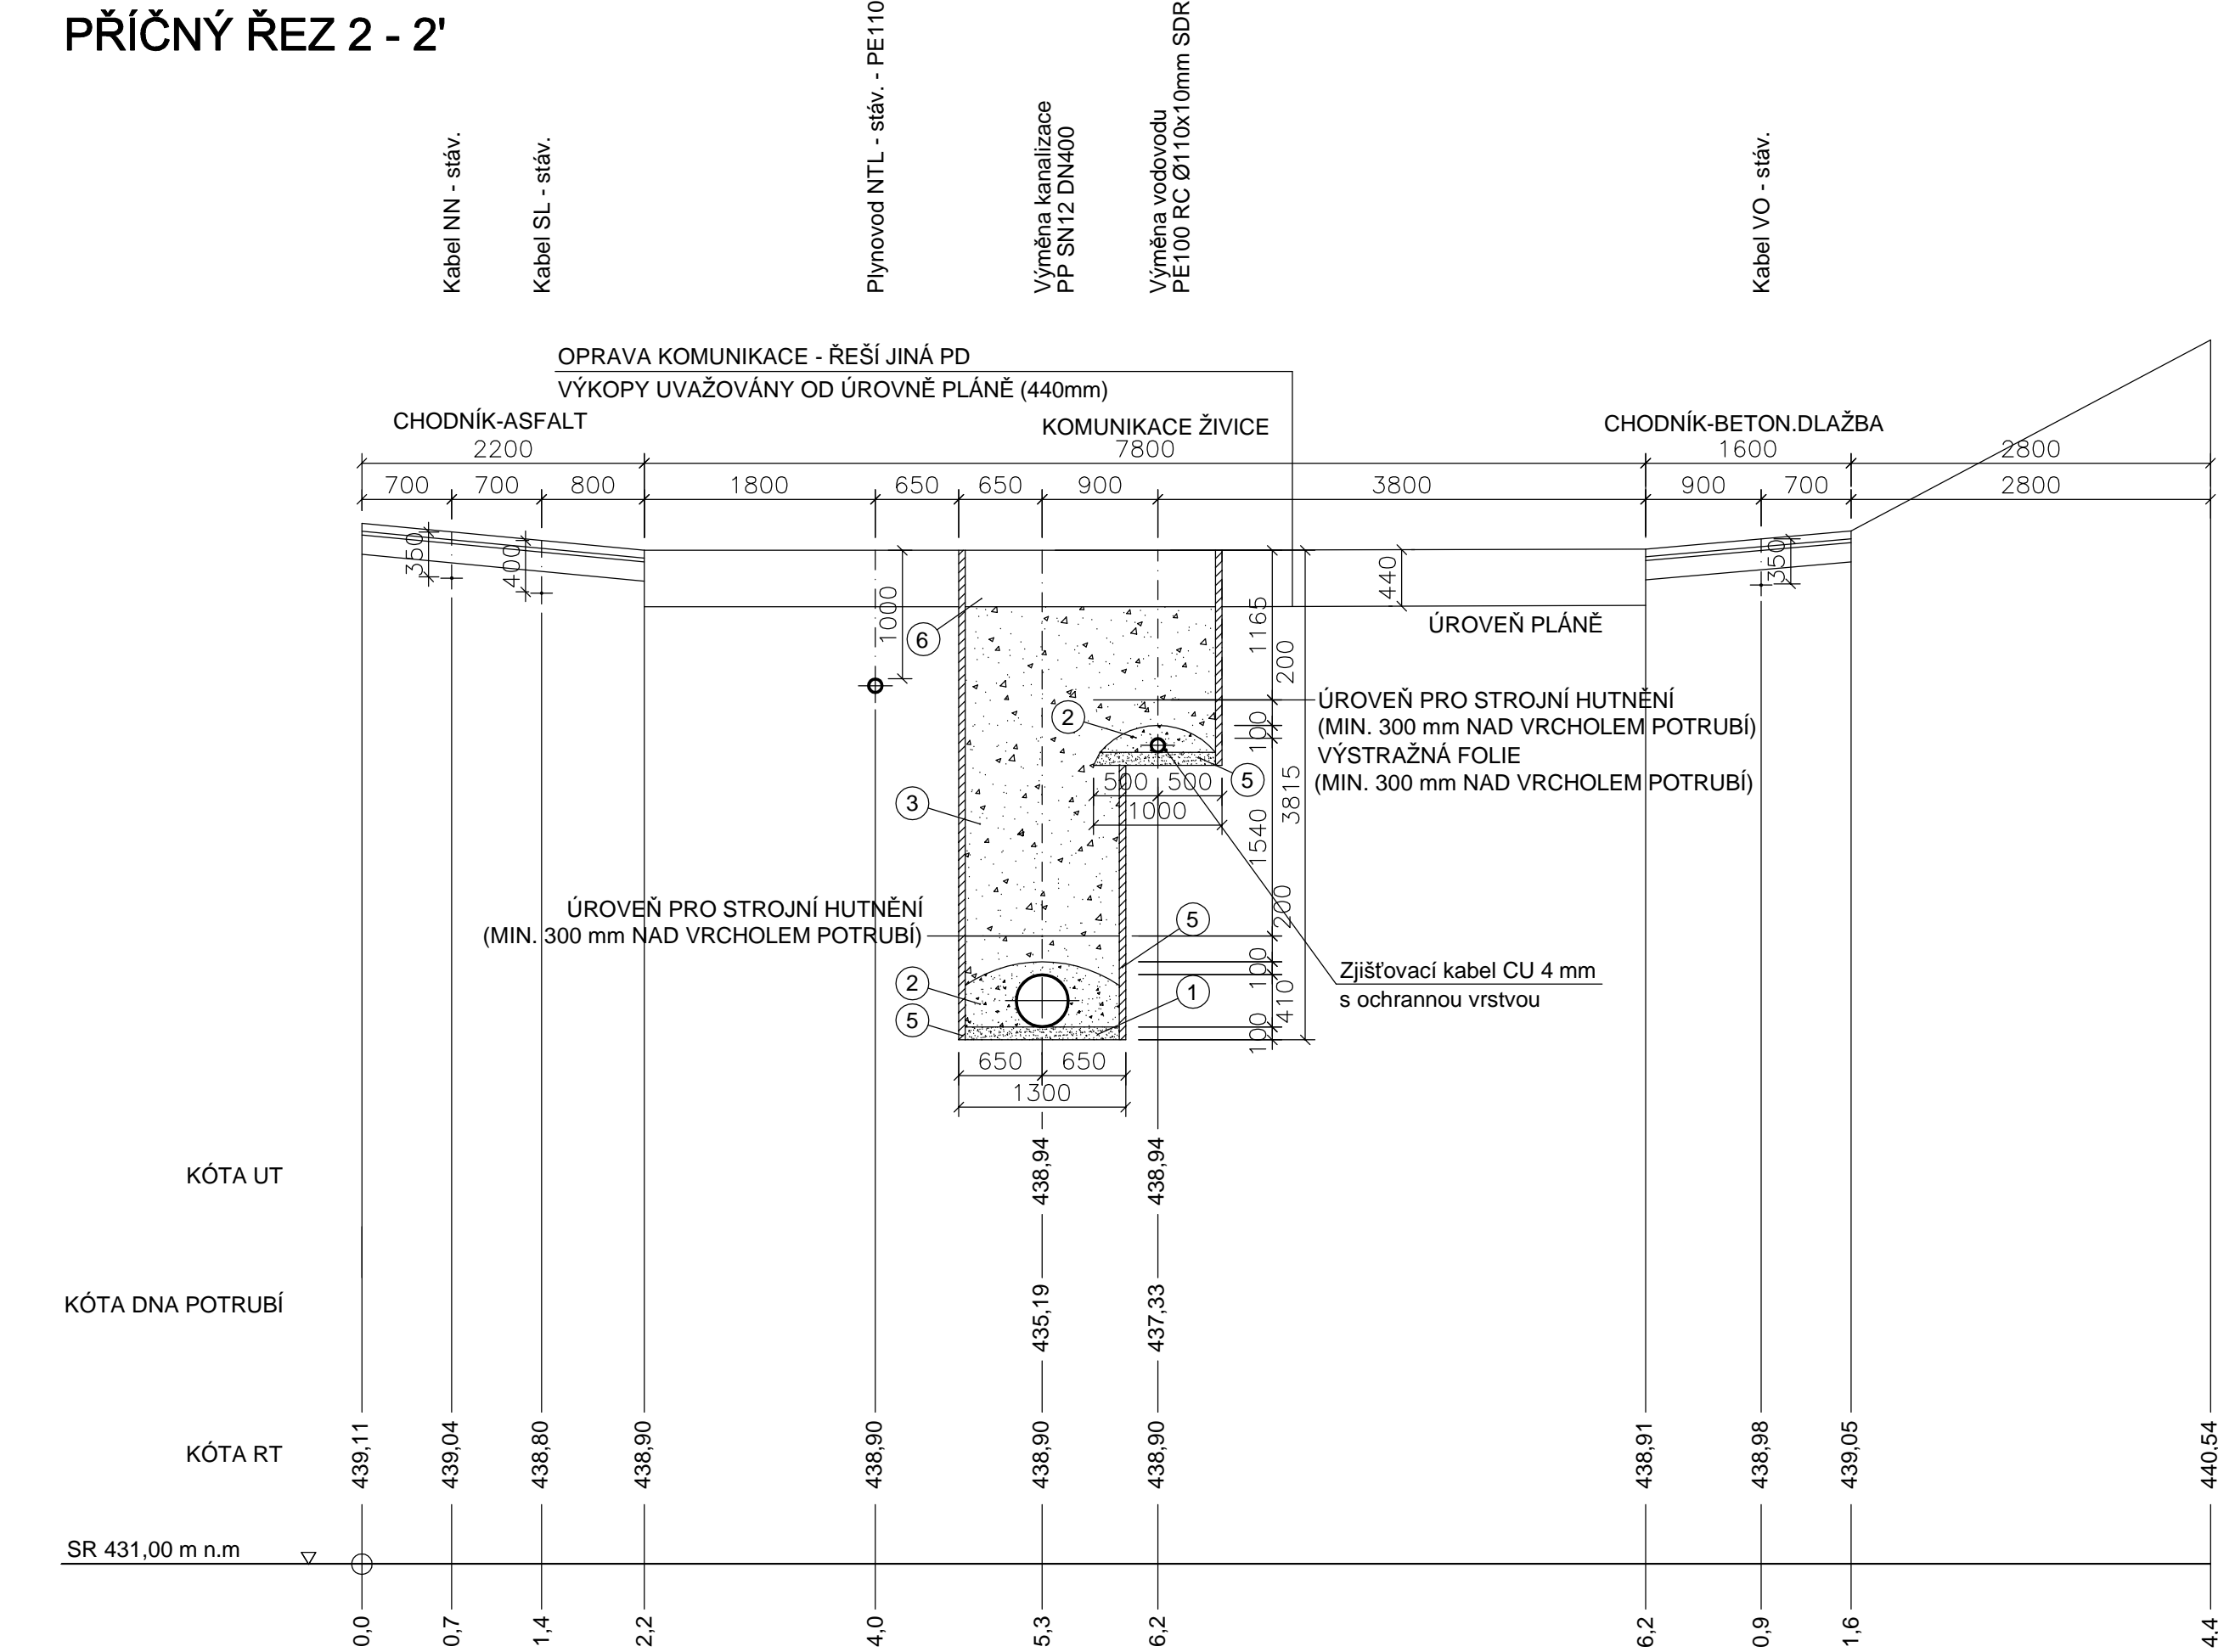 PŘÍČNÝ ŘEZ 2 - 2'
Kabel NN - stáv.
Kabel SL - stáv.
Plynovod NTL - stáv. - PE110
Výměna kanalizace
PP SN12 DN400
Výměna vodovodu
PE100 RC Ø110x10mm SDR
Kabel VO - stáv.
OPRAVA KOMUNIKACE - ŘEŠÍ JINÁ PD
VÝKOPY UVAŽOVÁNY OD ÚROVNĚ PLÁNĚ (440mm)
CHODNÍK-ASFALT
KOMUNIKACE ŽIVICE
CHODNÍK-BETON.DLAŽBA
2200 7800 1600 2800
700 700 800 1800 650 650 900 3800 900 700 2800
350
400
1000
440
350
1165
200
100
100
1540
3815
200
100
410
100
ÚROVEŇ PLÁNĚ
6
2
5
3
ÚROVEŇ PRO STROJNÍ HUTNĚNÍ
(MIN. 300 mm NAD VRCHOLEM POTRUBÍ)
VÝSTRAŽNÁ FOLIE
(MIN. 300 mm NAD VRCHOLEM POTRUBÍ)
500 500
1000
ÚROVEŇ PRO STROJNÍ HUTNĚNÍ
(MIN. 300 mm NAD VRCHOLEM POTRUBÍ)
5
2
1
5
Zjišťovací kabel CU 4 mm
s ochrannou vrstvou
650 650
1300
KÓTA UT
438,94 438,94
KÓTA DNA POTRUBÍ
435,19 437,33
KÓTA RT
439,11 439,04 438,80 438,90 438,90 438,90 438,90 438,91 438,98 439,05 440,54
SR 431,00 m n.m
0,0 0,7 1,4 2,2 4,0 5,3 6,2 6,2 0,9 1,6 4.4